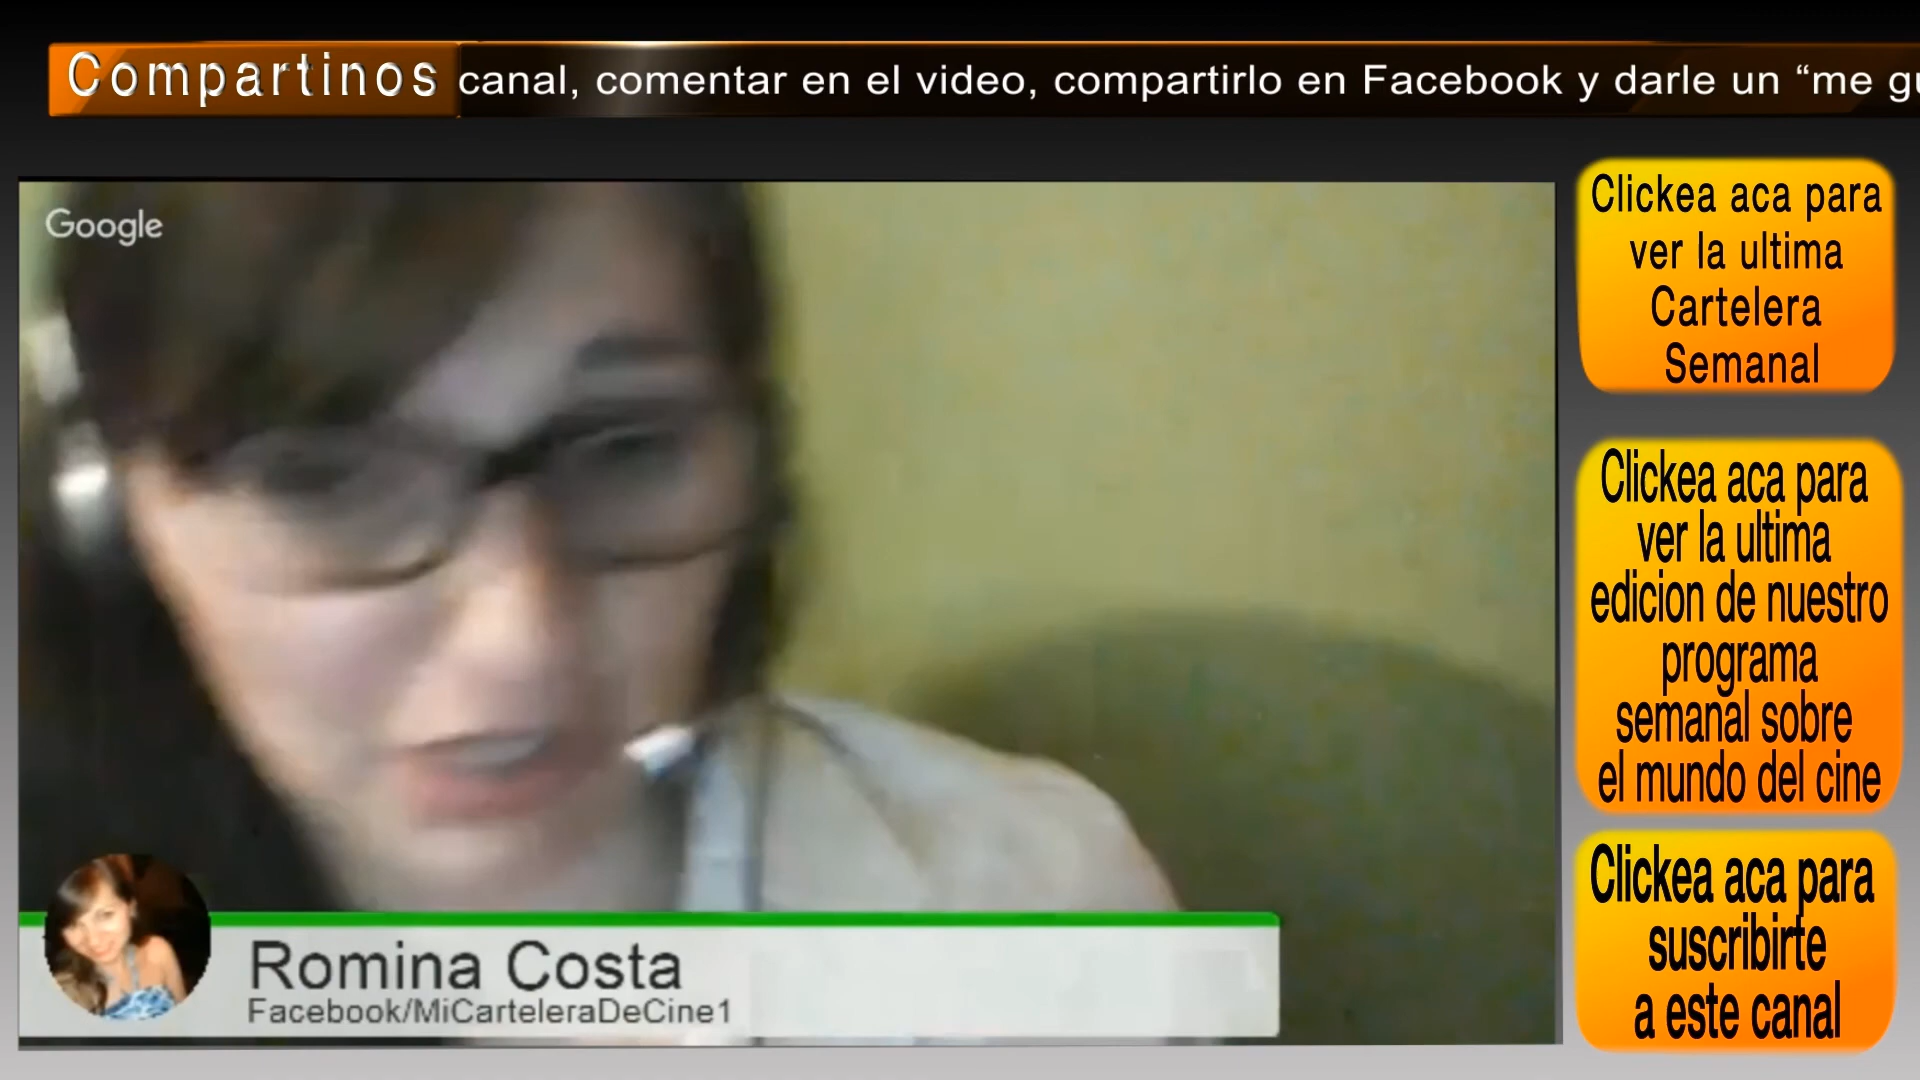 Compartinos
canal, comentar en el video, compartirlo en Facebook y darle un “me
Google
Clickea aca para
ver la ultima
Cartelera
Semanal
Clickea aca para
ver la ultima
edicion de nuestro
programa
semanal sobre
el mundo del cine
Clickea aca para
suscribirte
a este canal
Romina Costa
Facebook/MiCarteleraDeCine1